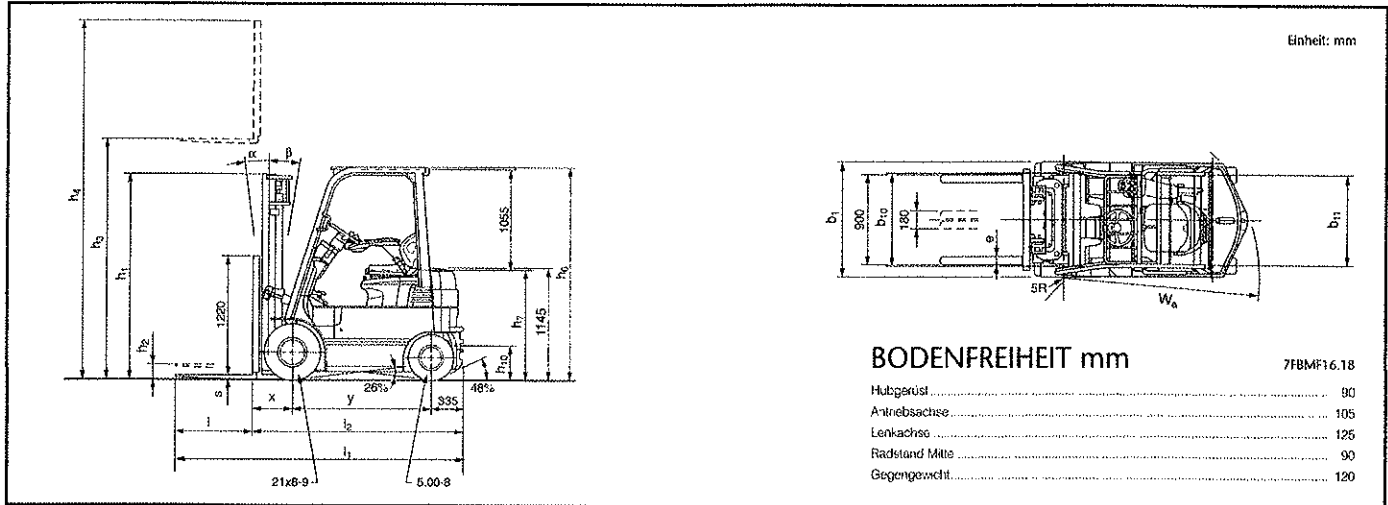 Einheit: mm
h4
h3
h1
α
β
1055
h6
1220
h7
1145
h2
h10
s
26%
48%
x
y
335
l
l2
l1
21x8-9
5.00-8
b1
900
b10
180
e
b11
5R
Wa
BODENFREIHEIT mm 7FBMF16.18
Hubgerüst 90
Antriebsachse 105
Lenkachse 125
Radstand Mitte 90
Gegengewicht 120